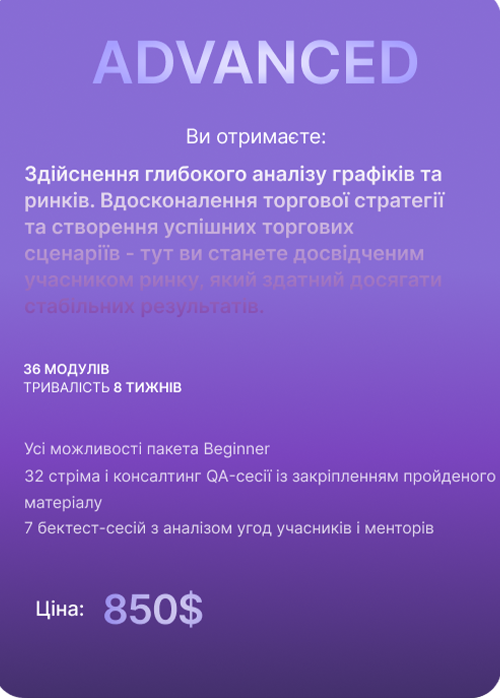 ADVANCED
Ви отримаєте:
Здійснення глибокого аналізу графіків та
ринків. Вдосконалення торгової стратегії
та створення успішних торгових
сценаріїв - тут ви станете досвідченим
учасником ринку, який здатний досягати
стабільних результатів.
36 МОДУЛІВ
ТРИВАЛІСТЬ 8 ТИЖНІВ
Усі можливості пакета Beginner
32 стріма і консалтинг QA-сесії із закріпленням пройденого
матеріалу
7 бектест-сесій з аналізом угод учасників і менторів
Ціна: 850$